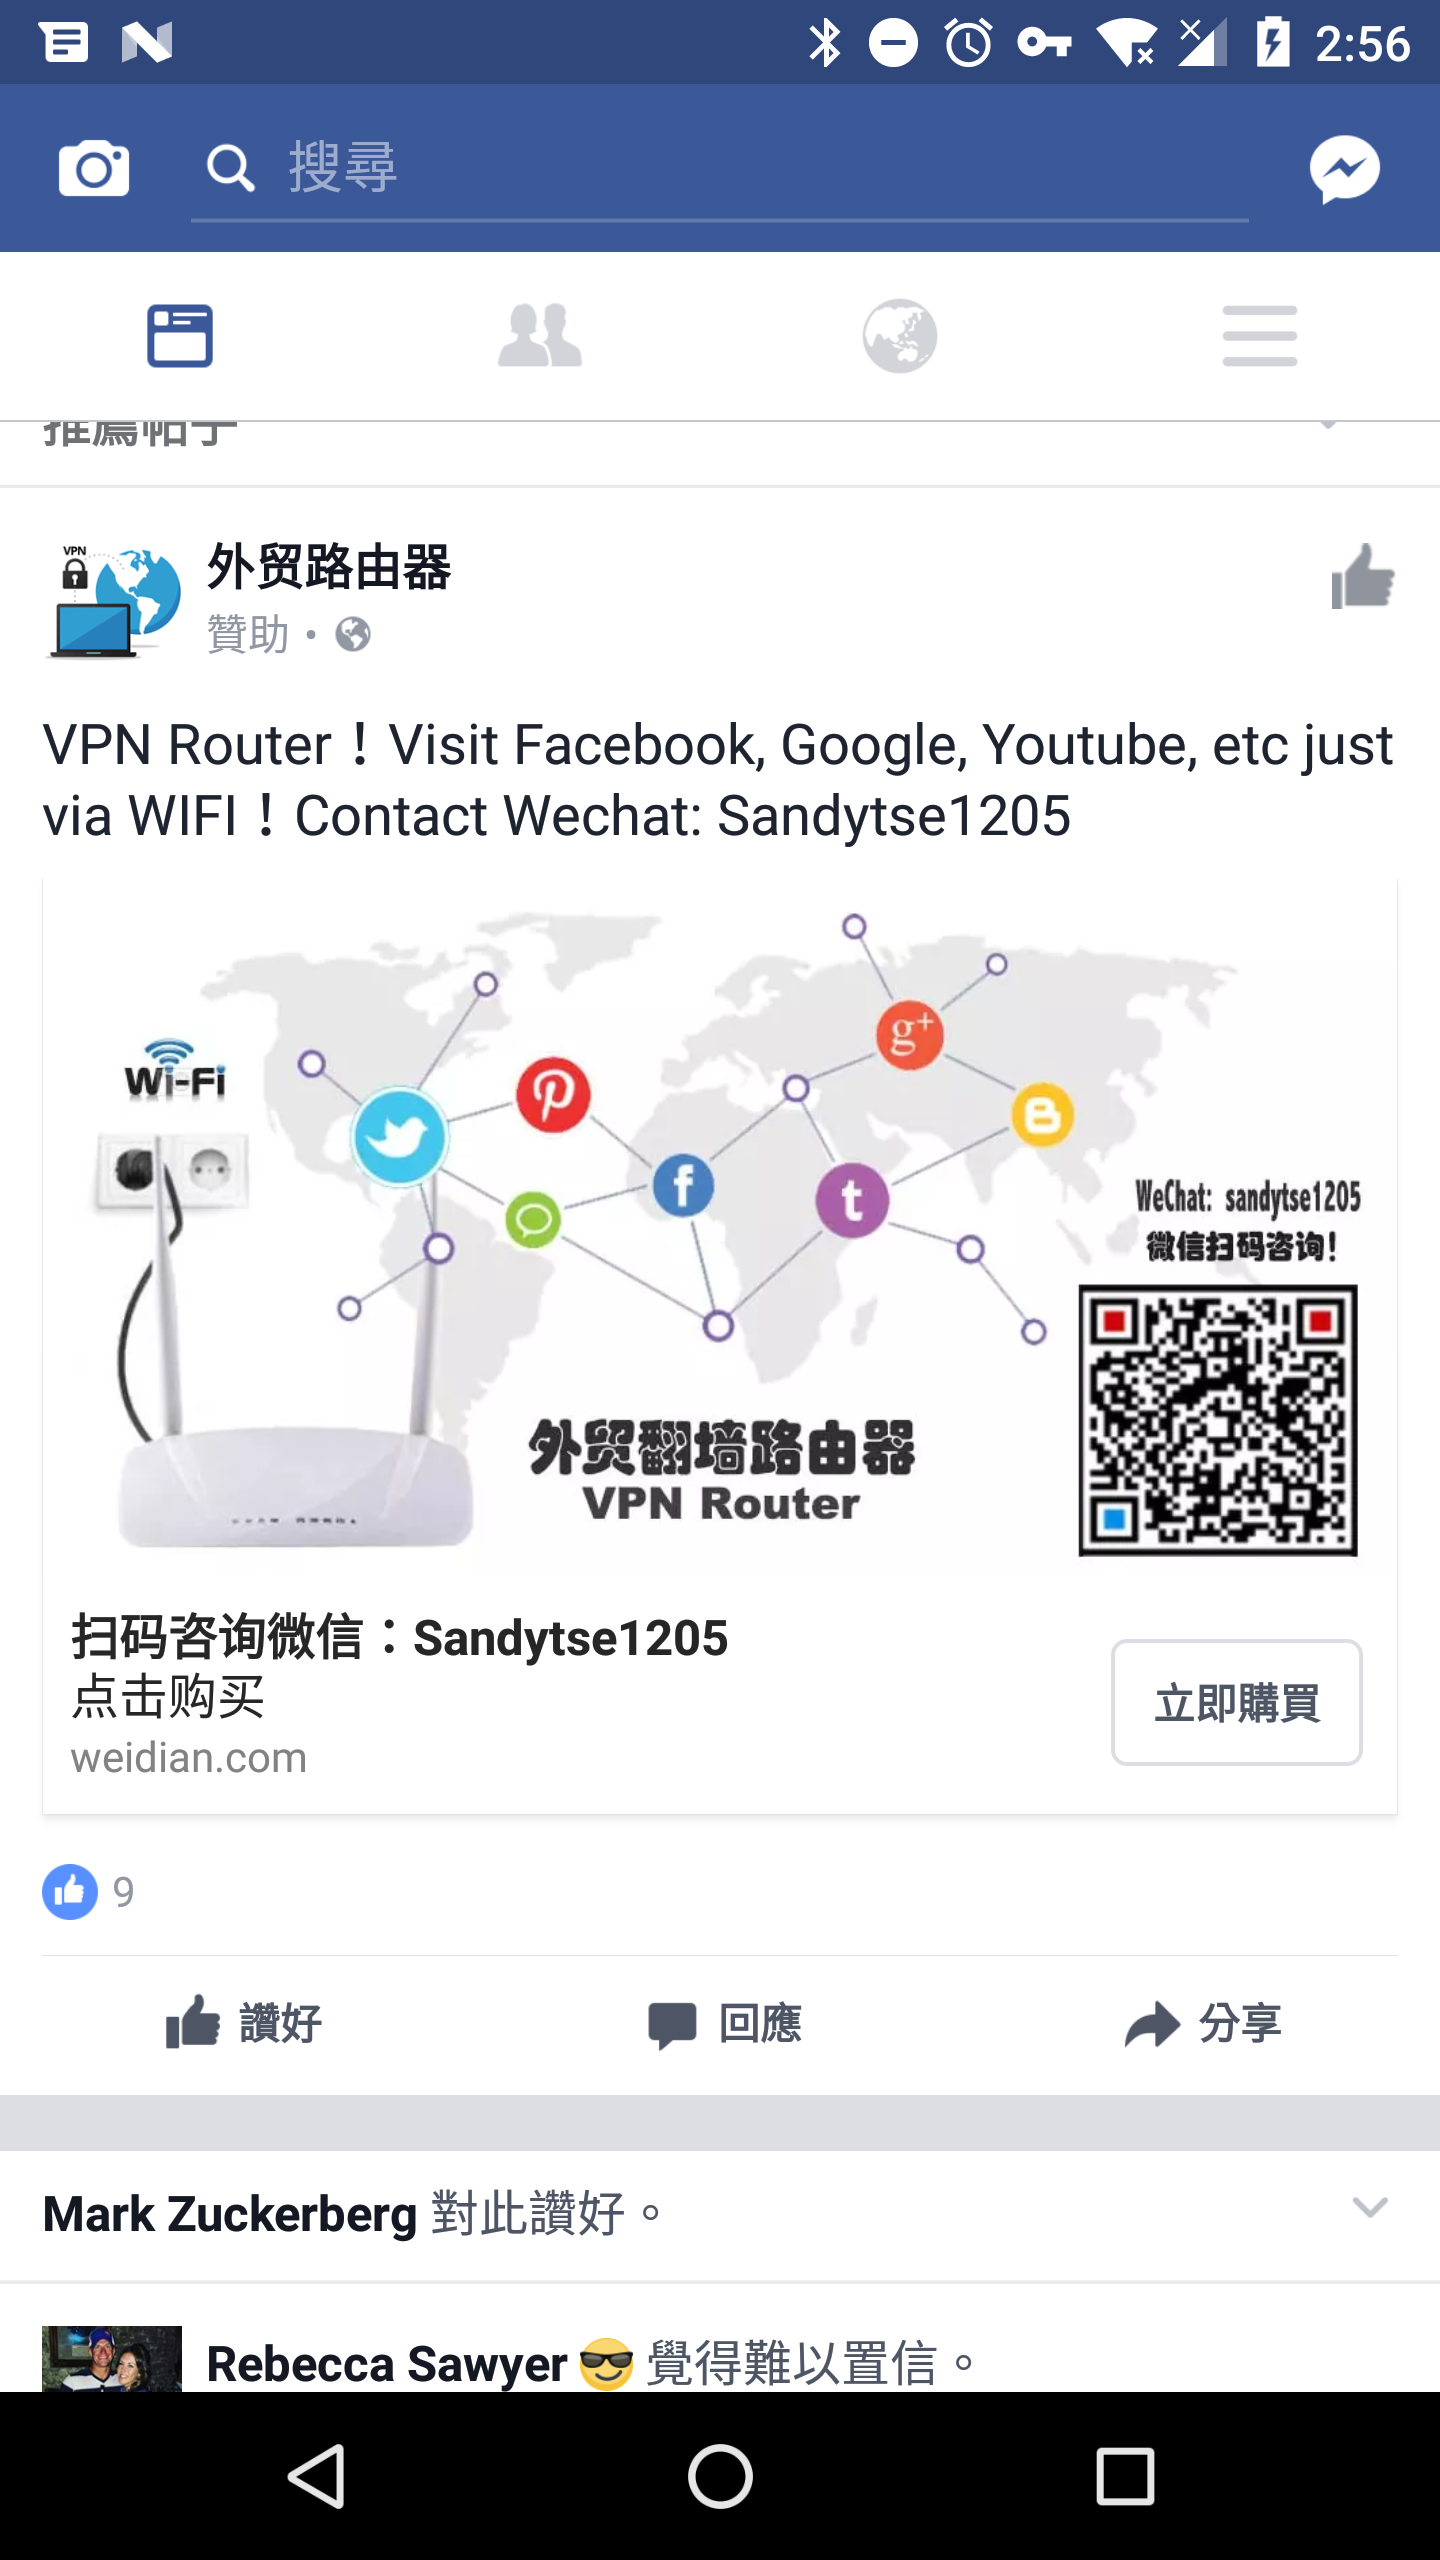 2:56
搜尋
推薦帖子
VPN
外贸路由器
贊助
VPN Router！Visit Facebook, Google, Youtube, etc just
via WIFI！Contact Wechat: Sandytse1205
Wi-Fi
g+
P
B
f
t
WeChat: sandytse1205
微信扫码咨询!
外贸翻墙路由器
VPN Router
扫码咨询微信：Sandytse1205
点击购买
weidian.com
立即購買
9
讚好
回應
分享
Mark Zuckerberg 對此讚好。
Rebecca Sawyer 😎 覺得難以置信。